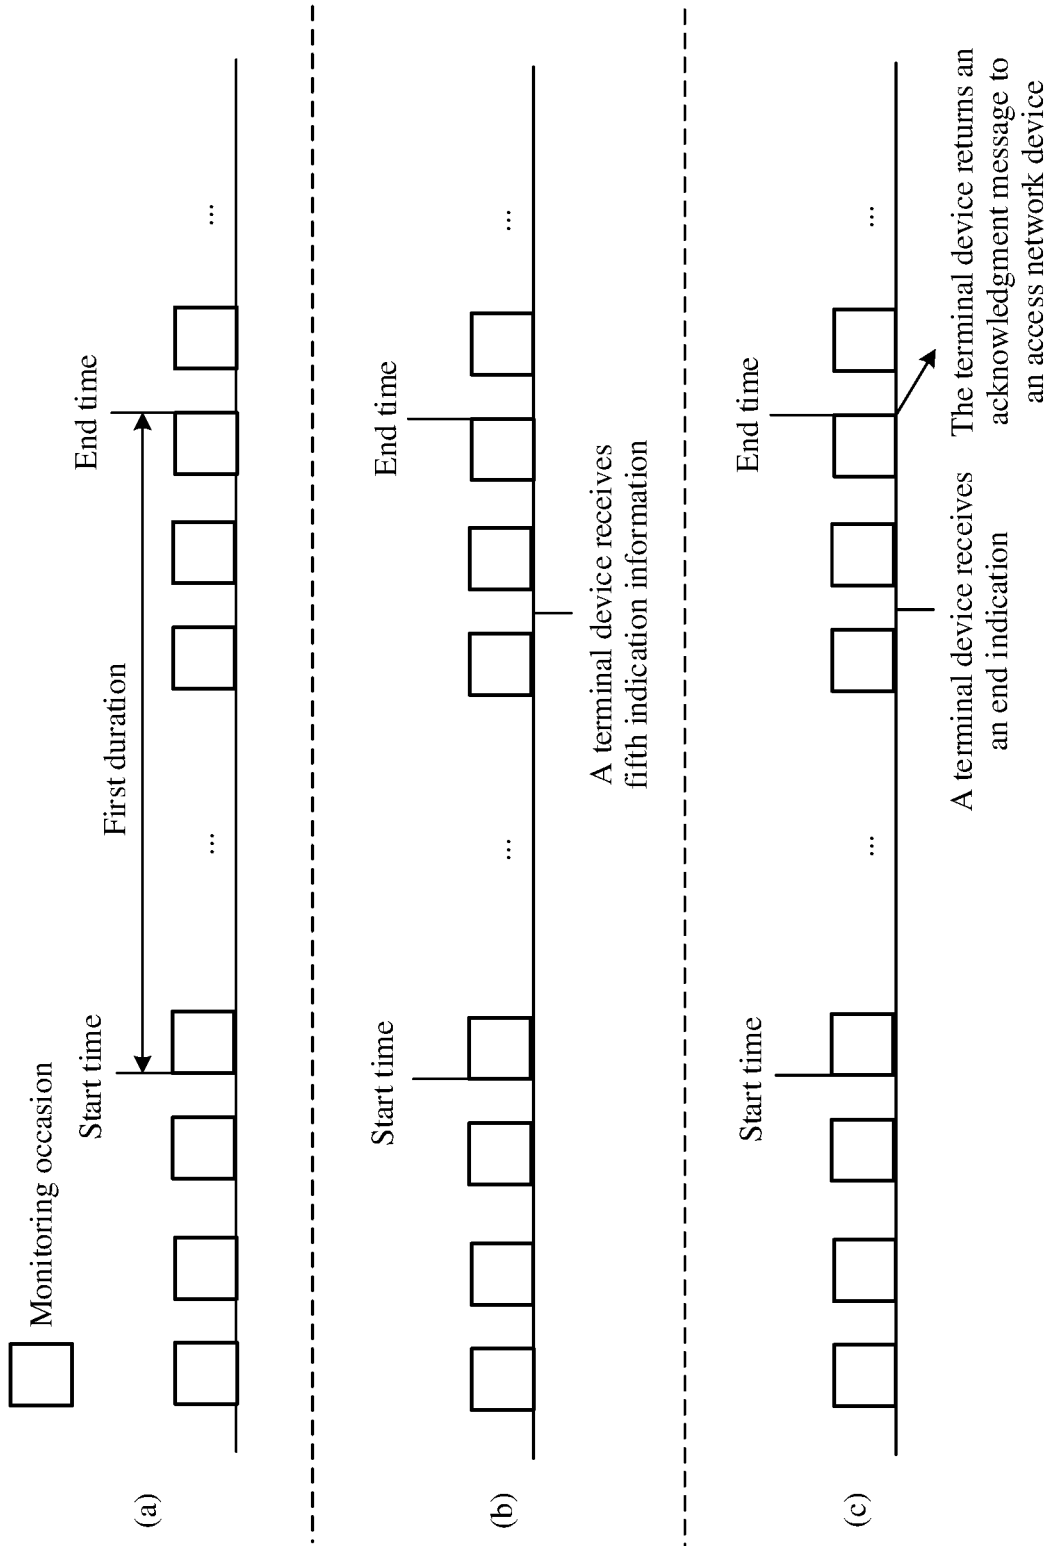 Monitoring occasion
Start time
End time
First duration
...
...
(a)
Start time
End time
...
...
A terminal device receives
fifth indication information
(b)
Start time
End time
...
...
A terminal device receives
an end indication
The terminal device returns an
acknowledgment message to
an access network device
(c)